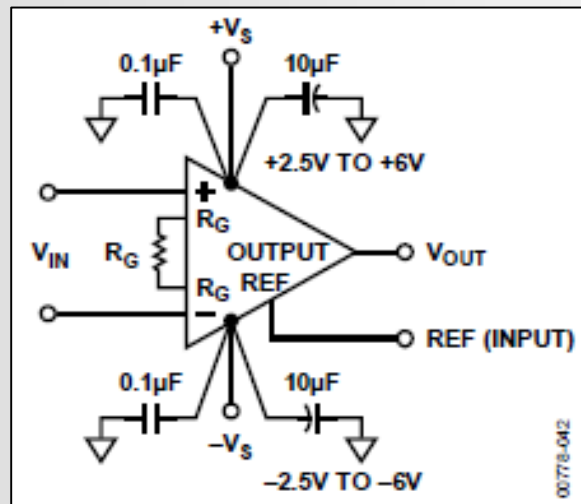 +VS
0.1µF
10µF
+2.5V TO +6V
+
RG
VIN
RG
OUTPUT
VOUT
RG
REF
–
REF (INPUT)
0.1µF
10µF
–VS
–2.5V TO –6V
00778-042